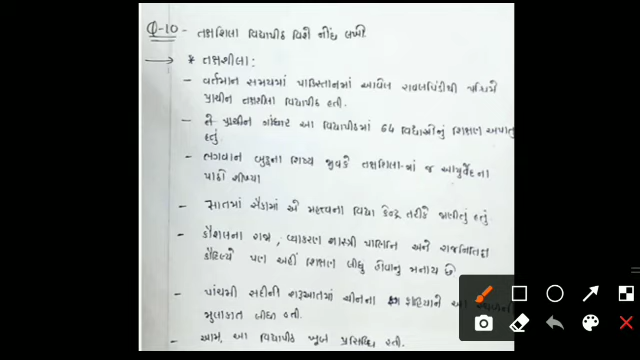 Q-10 - તક્ષશિલા વિદ્યાપીઠ વિશે નોંધ લખો.
→ * તક્ષશીલા:
- વર્તમાન સમયમાં પાકિસ્તાનમાં આવેલ રાવલપિંડીથી પશ્ચિમે
પ્રાચીન તક્ષશીલા વિદ્યાપીઠ હતી.
- પ્રાચીન ગાંધાર આ વિદ્યાપીઠમાં 64 વિદ્યાઓનું શિક્ષણ અપાતુ
હતું
- ભગવાન બુદ્ધના શિષ્ય જીવકે તક્ષશિલા-માં જ આયુર્વેદના
પાઠો શીખ્યા
- સાતમાં સૈકામાં એ મહત્વના વિદ્યા કેન્દ્ર તરીકે જાણીતું હતું
- કૌશલના રાજા, વ્યાકરણ શાસ્ત્રી પાણિનિ અને રાજનિતિજ્ઞ
કૌટિલ્યે પણ અહીં શિક્ષણ લીધુ હોવાનુ મનાય છે
- પાંચમી સદીની શરૂઆતમાં ચીનના ફાહિયાને આ
મુલાકાત લીધી હતી.
- આમ, આ વિદ્યાપીઠ ખૂબ પ્રસિદ્ધિ હતી.